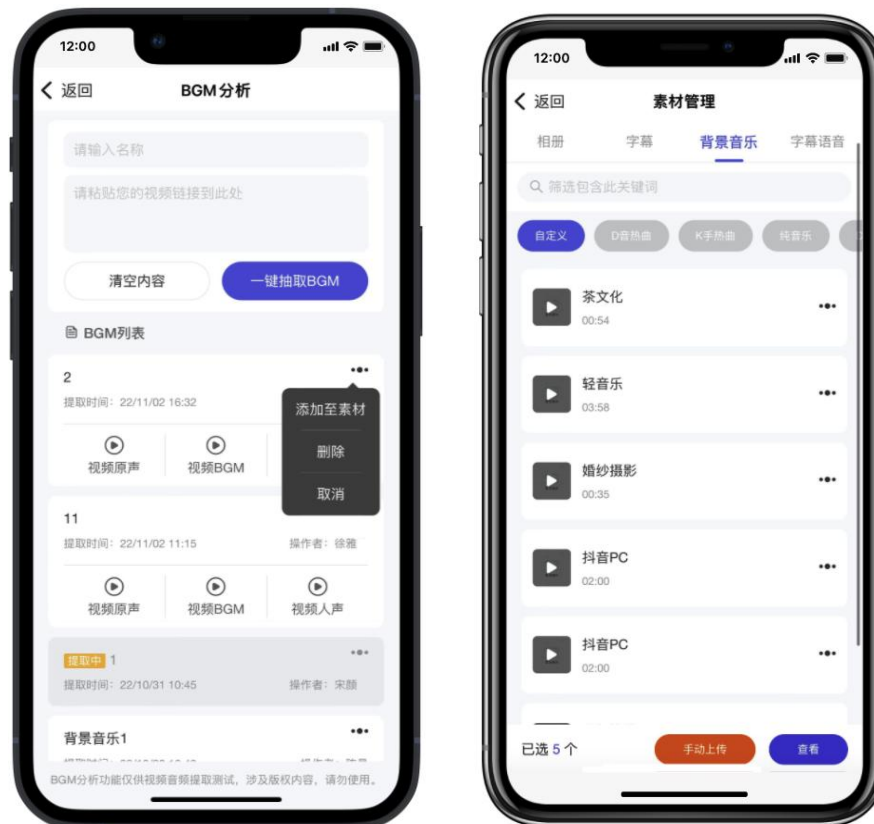 12:00
返回
BGM分析
请输入名称
请粘贴您的视频链接到此处
清空内容
一键抽取BGM
BGM列表
2
提取时间：22/11/02 16:32
添加至素材
删除
取消
视频原声
视频BGM
11
提取时间：22/11/02 11:15
操作者：徐雅
视频原声
视频BGM
视频人声
提取中 1
提取时间：22/10/31 10:45
操作者：宋颜
背景音乐1
BGM分析功能仅供视频音频提取测试，涉及版权内容，请勿使用。
12:00
返回
素材管理
相册
字幕
背景音乐
字幕语音
筛选包含此关键词
自定义
D音热曲
K手热曲
纯音乐
茶文化
00:54
轻音乐
03:58
婚纱摄影
00:35
抖音PC
02:00
抖音PC
02:00
已选 5 个
手动上传
查看